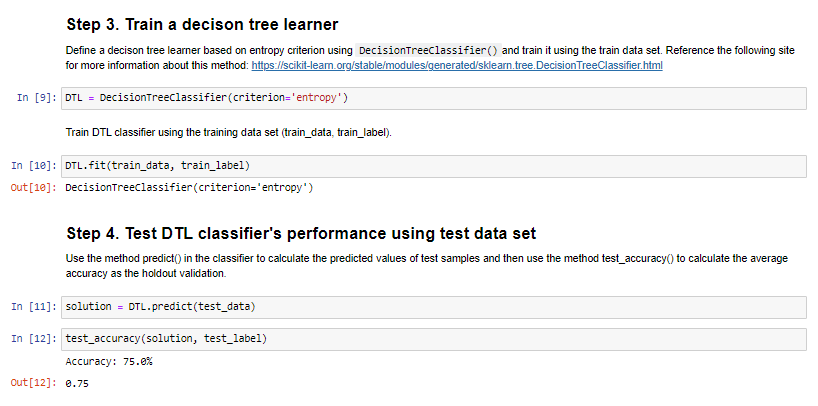 Step 3. Train a decison tree learner
Define a decison tree learner based on entropy criterion using DecisionTreeClassifier() and train it using the train data set. Reference the following site
for more information about this method: https://scikit-learn.org/stable/modules/generated/sklearn.tree.DecisionTreeClassifier.html
In [9]: DTL = DecisionTreeClassifier(criterion='entropy')
Train DTL classifier using the training data set (train_data, train_label).
In [10]: DTL.fit(train_data, train_label)
Out[10]: DecisionTreeClassifier(criterion='entropy')
Step 4. Test DTL classifier's performance using test data set
Use the method predict() in the classifier to calculate the predicted values of test samples and then use the method test_accuracy() to calculate the average
accuracy as the holdout validation.
In [11]: solution = DTL.predict(test_data)
In [12]: test_accuracy(solution, test_label)
Accuracy: 75.0%
Out[12]: 0.75